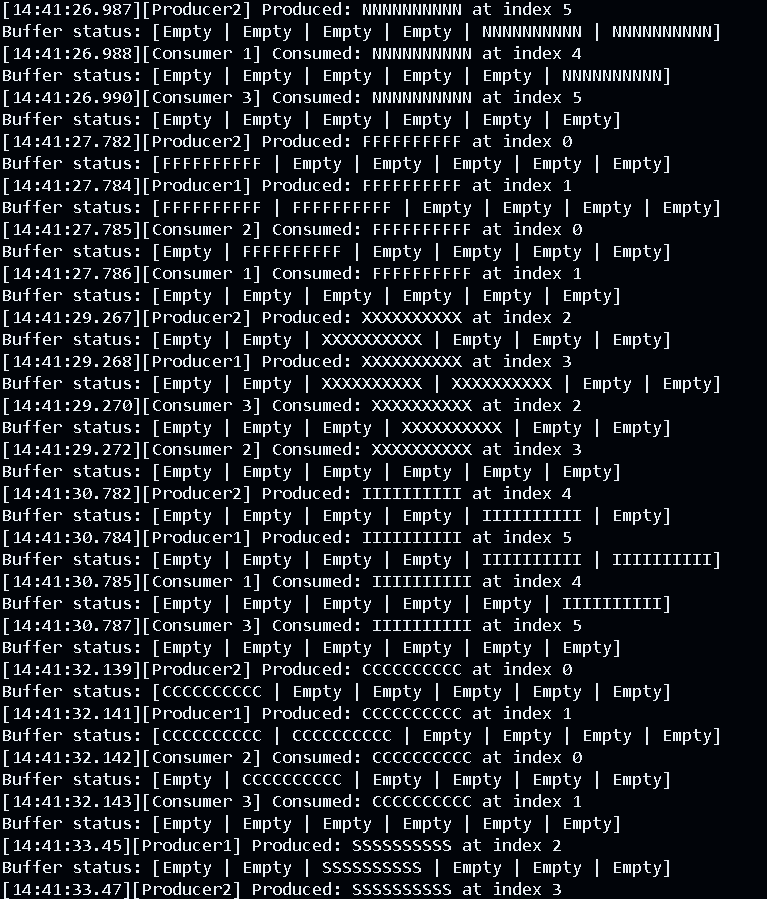 [14:41:26.987][Producer2] Produced: NNNNNNNNNN at index 5
Buffer status: [Empty | Empty | Empty | Empty | NNNNNNNNNN | NNNNNNNNNN]
[14:41:26.988][Consumer 1] Consumed: NNNNNNNNNN at index 4
Buffer status: [Empty | Empty | Empty | Empty | Empty | NNNNNNNNNN]
[14:41:26.990][Consumer 3] Consumed: NNNNNNNNNN at index 5
Buffer status: [Empty | Empty | Empty | Empty | Empty | Empty]
[14:41:27.782][Producer2] Produced: FFFFFFFFFF at index 0
Buffer status: [FFFFFFFFFF | Empty | Empty | Empty | Empty | Empty]
[14:41:27.784][Producer1] Produced: FFFFFFFFFF at index 1
Buffer status: [FFFFFFFFFF | FFFFFFFFFF | Empty | Empty | Empty | Empty]
[14:41:27.785][Consumer 2] Consumed: FFFFFFFFFF at index 0
Buffer status: [Empty | FFFFFFFFFF | Empty | Empty | Empty | Empty]
[14:41:27.786][Consumer 1] Consumed: FFFFFFFFFF at index 1
Buffer status: [Empty | Empty | Empty | Empty | Empty | Empty]
[14:41:29.267][Producer2] Produced: XXXXXXXXXX at index 2
Buffer status: [Empty | Empty | XXXXXXXXXX | Empty | Empty | Empty]
[14:41:29.268][Producer1] Produced: XXXXXXXXXX at index 3
Buffer status: [Empty | Empty | XXXXXXXXXX | XXXXXXXXXX | Empty | Empty]
[14:41:29.270][Consumer 3] Consumed: XXXXXXXXXX at index 2
Buffer status: [Empty | Empty | Empty | XXXXXXXXXX | Empty | Empty]
[14:41:29.272][Consumer 2] Consumed: XXXXXXXXXX at index 3
Buffer status: [Empty | Empty | Empty | Empty | Empty | Empty]
[14:41:30.782][Producer2] Produced: IIIIIIIIII at index 4
Buffer status: [Empty | Empty | Empty | Empty | IIIIIIIIII | Empty]
[14:41:30.784][Producer1] Produced: IIIIIIIIII at index 5
Buffer status: [Empty | Empty | Empty | Empty | IIIIIIIIII | IIIIIIIIII]
[14:41:30.785][Consumer 1] Consumed: IIIIIIIIII at index 4
Buffer status: [Empty | Empty | Empty | Empty | Empty | IIIIIIIIII]
[14:41:30.787][Consumer 3] Consumed: IIIIIIIIII at index 5
Buffer status: [Empty | Empty | Empty | Empty | Empty | Empty]
[14:41:32.139][Producer2] Produced: CCCCCCCCCC at index 0
Buffer status: [CCCCCCCCCC | Empty | Empty | Empty | Empty | Empty]
[14:41:32.141][Producer1] Produced: CCCCCCCCCC at index 1
Buffer status: [CCCCCCCCCC | CCCCCCCCCC | Empty | Empty | Empty | Empty]
[14:41:32.142][Consumer 2] Consumed: CCCCCCCCCC at index 0
Buffer status: [Empty | CCCCCCCCCC | Empty | Empty | Empty | Empty]
[14:41:32.143][Consumer 3] Consumed: CCCCCCCCCC at index 1
Buffer status: [Empty | Empty | Empty | Empty | Empty | Empty]
[14:41:33.45][Producer1] Produced: SSSSSSSSSS at index 2
Buffer status: [Empty | Empty | SSSSSSSSSS | Empty | Empty | Empty]
[14:41:33.47][Producer2] Produced: SSSSSSSSSS at index 3